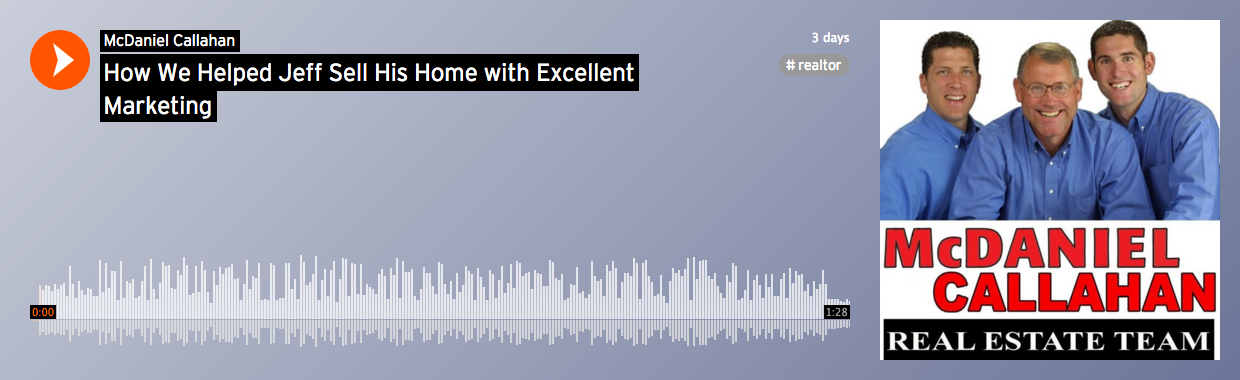 McDaniel Callahan
3 days
How We Helped Jeff Sell His Home with Excellent
Marketing
# realtor
0:00
1:28
McDANIEL
CALLAHAN
REAL ESTATE TEAM